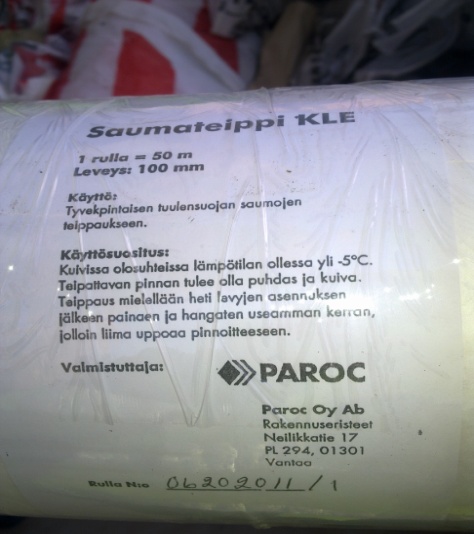 Saumateippi KLE
1 rulla = 50 m
Leveys: 100 mm
Käyttö:
Tyvekpintaisen tuulensuojan saumojen
teippaukseen.
Käyttösuositus:
Kuivissa olosuhteissa lämpötilan ollessa yli -5°C.
Teipattavan pinnan tulee olla puhdas ja kuiva.
Teippaus mielellään heti levyjen asennuksen
jälkeen painaen ja hangaten useamman kerran,
jolloin liima uppoaa pinnoitteeseen.
Valmistuttaja:
PAROC
Paroc Oy Ab
Rakennuseristeet
Neilikkatie 17
PL 294, 01301
Vantaa
Rulla N:o 06202011/1